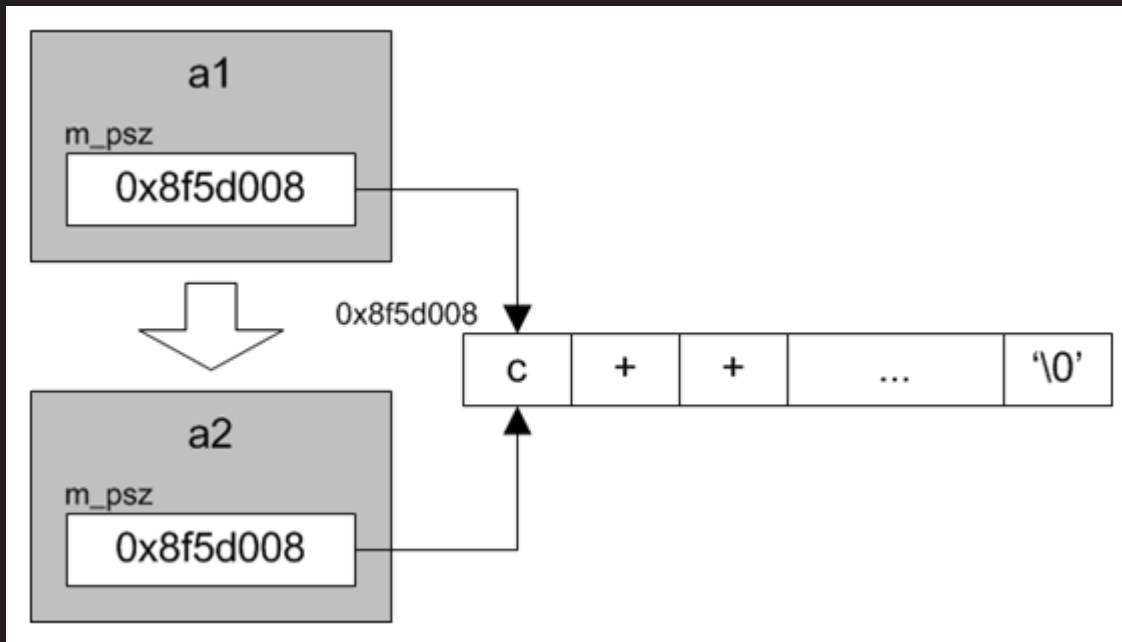 a1
m_psz
0x8f5d008
0x8f5d008
c + + ... ‘\0’
a2
m_psz
0x8f5d008